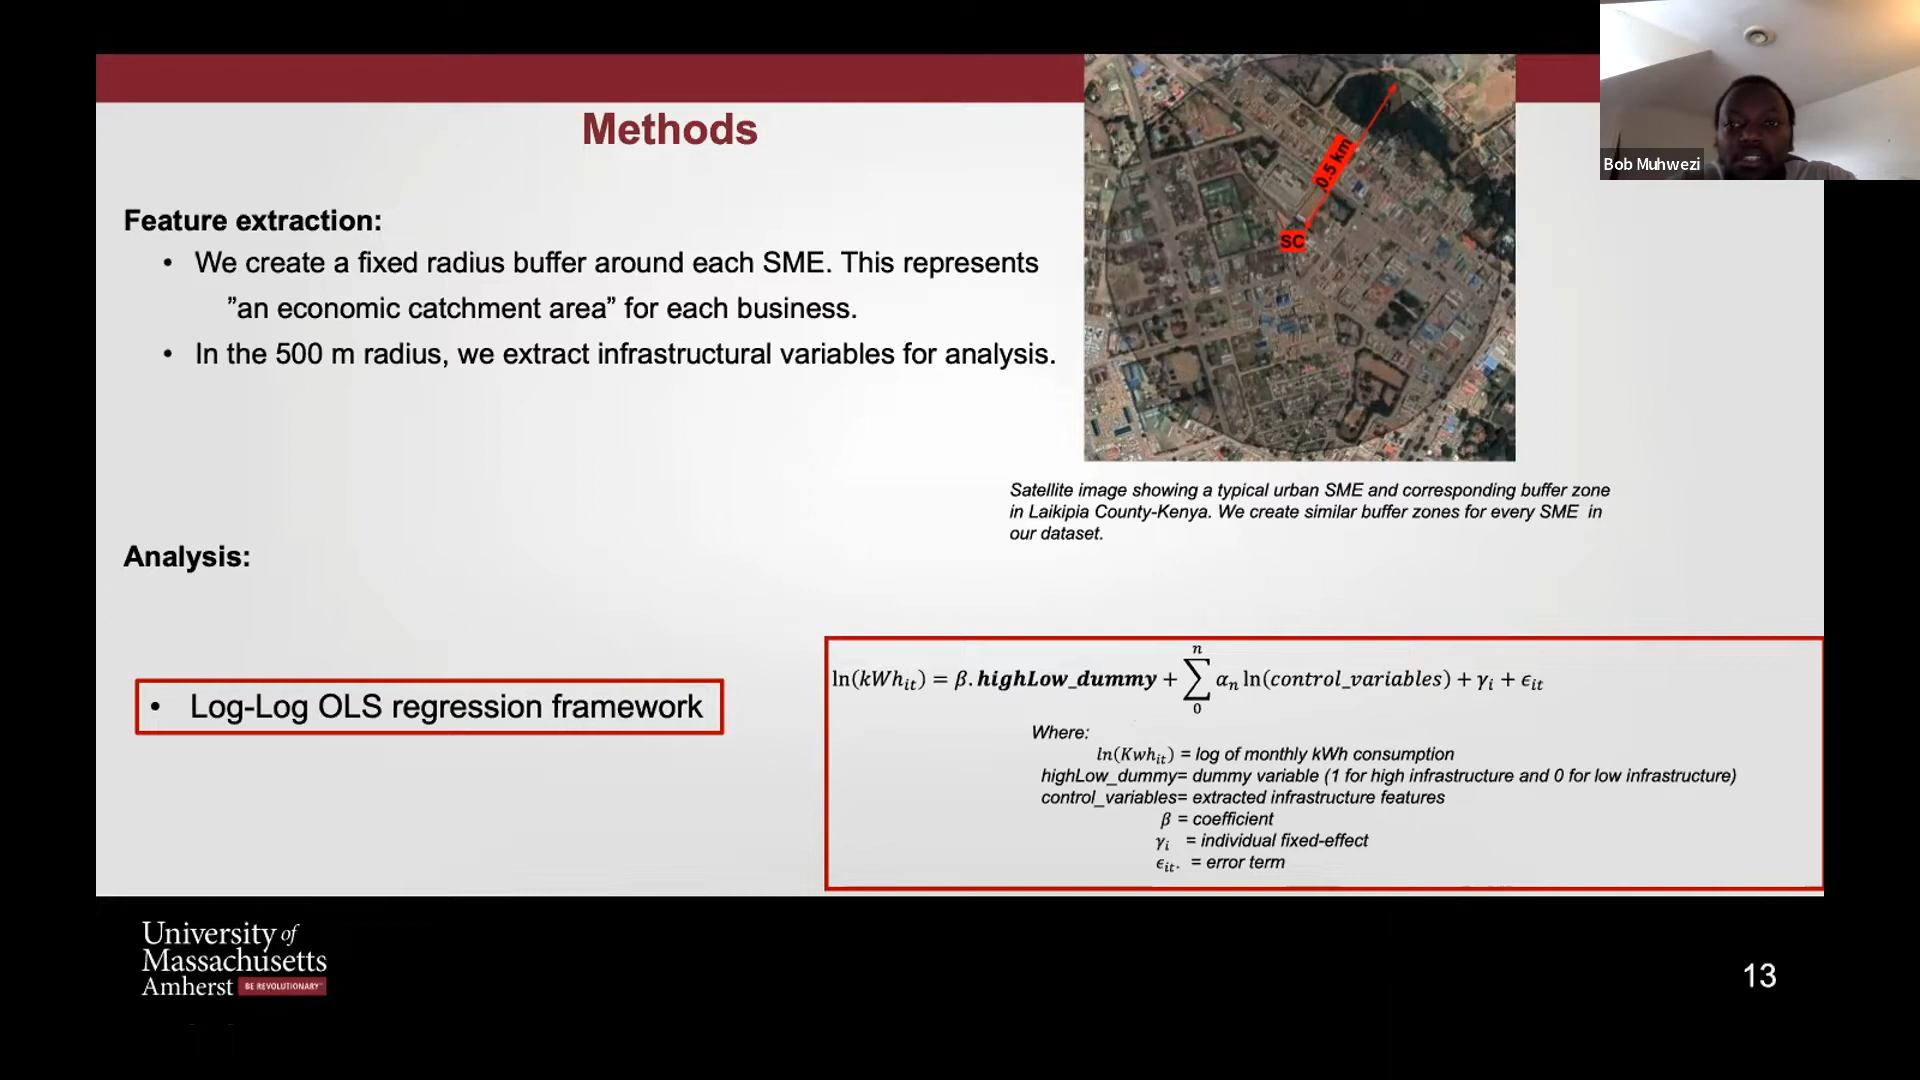 Methods
Bob Muhwezi
0.5 km
SC
Feature extraction:
• We create a fixed radius buffer around each SME. This represents
”an economic catchment area” for each business.
• In the 500 m radius, we extract infrastructural variables for analysis.
Satellite image showing a typical urban SME and corresponding buffer zone
in Laikipia County-Kenya. We create similar buffer zones for every SME in
our dataset.
Analysis:
• Log-Log OLS regression framework
ln(kWh_it) = β.highLow_dummy + ∑_0^n α_n ln(control_variables) + γ_i + ϵ_it
Where:
ln(Kwh_it) = log of monthly kWh consumption
highLow_dummy= dummy variable (1 for high infrastructure and 0 for low infrastructure)
control_variables= extracted infrastructure features
β = coefficient
γ_i = individual fixed-effect
ϵ_it. = error term
University of
Massachusetts
Amherst BE REVOLUTIONARY™
13